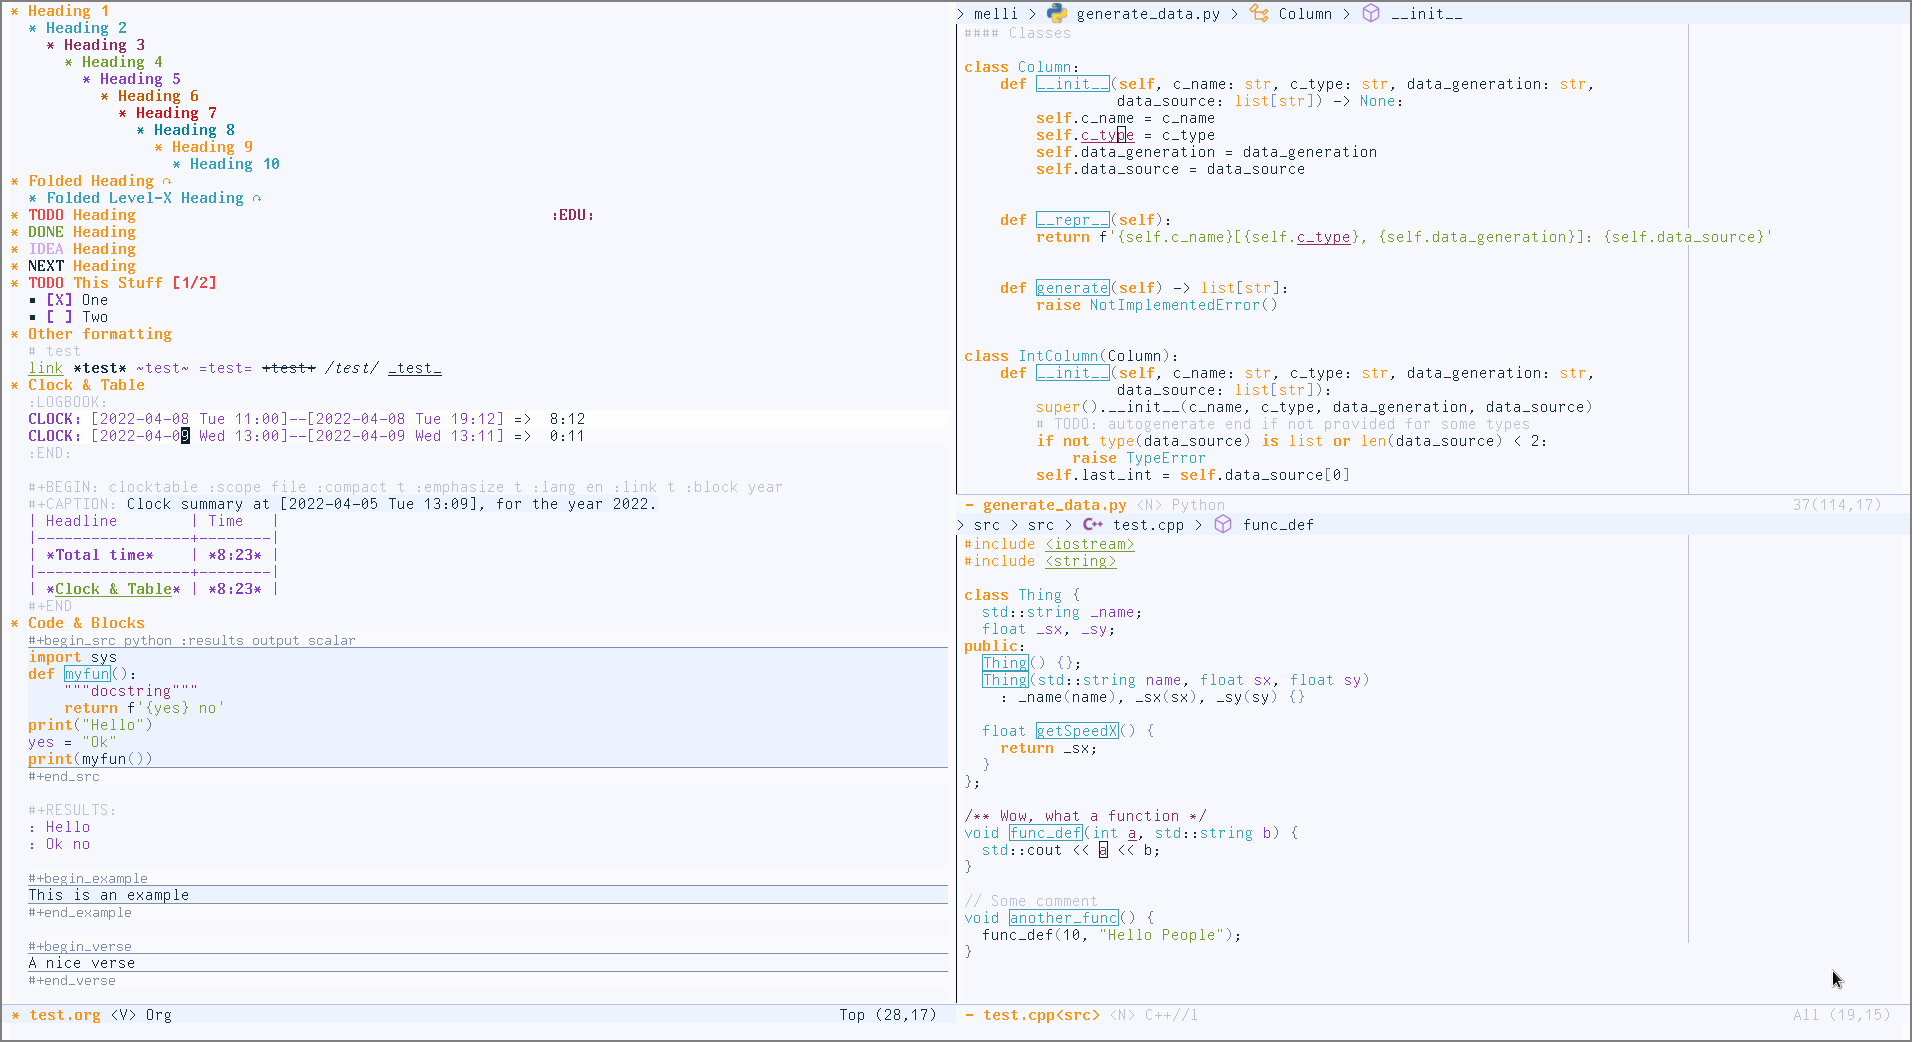 * Heading 1
* Heading 2
* Heading 3
* Heading 4
* Heading 5
* Heading 6
* Heading 7
* Heading 8
* Heading 9
* Heading 10
* Folded Heading
* Folded Level-X Heading
* TODO Heading :EDU:
* DONE Heading
* IDEA Heading
* NEXT Heading
* TODO This Stuff [1/2]
▪ [X] One
▪ [ ] Two
* Other formatting
# test
link *test* ~test~ =test= +test+ /test/ _test_
* Clock & Table
:LOGBOOK:
CLOCK: [2022-04-08 Tue 11:00]--[2022-04-08 Tue 19:12] =>  8:12
CLOCK: [2022-04-09 Wed 13:00]--[2022-04-09 Wed 13:11] =>  0:11
:END:
#+BEGIN: clocktable :scope file :compact t :emphasize t :lang en :link t :block year
#+CAPTION: Clock summary at [2022-04-05 Tue 13:09], for the year 2022.
| Headline        | Time   |
|-----------------+--------|
| *Total time*    | *8:23* |
|-----------------+--------|
| *Clock & Table* | *8:23* |
#+END
* Code & Blocks
#+begin_src python :results output scalar
import sys
def myfun():
    """docstring"""
    return f'{yes} no'
print("Hello")
yes = "Ok"
print(myfun())
#+end_src
#+RESULTS:
: Hello
: Ok no
#+begin_example
This is an example
#+end_example
#+begin_verse
A nice verse
#+end_verse
* test.org <V> Org Top (28,17)
> melli > generate_data.py > Column > __init__
#### Classes
class Column:
    def __init__(self, c_name: str, c_type: str, data_generation: str,
                 data_source: list[str]) -> None:
        self.c_name = c_name
        self.c_type = c_type
        self.data_generation = data_generation
        self.data_source = data_source
    def __repr__(self):
        return f'{self.c_name}[{self.c_type}, {self.data_generation}]: {self.data_source}'
    def generate(self) -> list[str]:
        raise NotImplementedError()
class IntColumn(Column):
    def __init__(self, c_name: str, c_type: str, data_generation: str,
                 data_source: list[str]):
        super().__init__(c_name, c_type, data_generation, data_source)
        # TODO: autogenerate end if not provided for some types
        if not type(data_source) is list or len(data_source) < 2:
            raise TypeError
        self.last_int = self.data_source[0]
- generate_data.py <N> Python 37(114,17)
> src > src > C++ test.cpp > func_def
#include <iostream>
#include <string>
class Thing {
  std::string _name;
  float _sx, _sy;
public:
  Thing() {};
  Thing(std::string name, float sx, float sy)
    : _name(name), _sx(sx), _sy(sy) {}
  float getSpeedX() {
    return _sx;
  }
};
/** Wow, what a function */
void func_def(int a, std::string b) {
  std::cout << a << b;
}
// Some comment
void another_func() {
  func_def(10, "Hello People");
}
- test.cpp<src> <N> C++//l All (19,15)